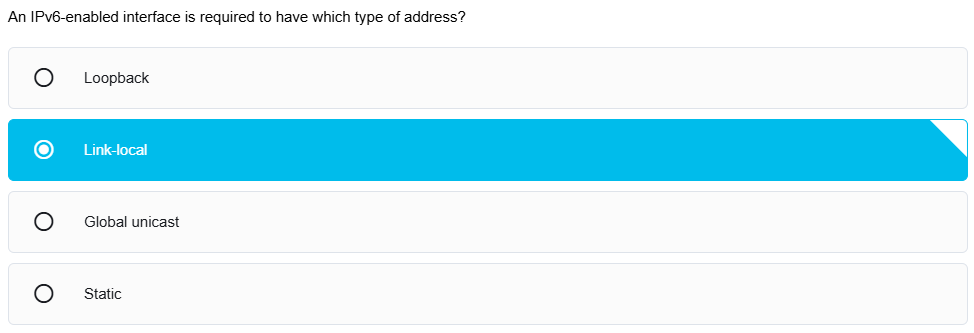 An IPv6-enabled interface is required to have which type of address?
Loopback
Link-local
Global unicast
Static